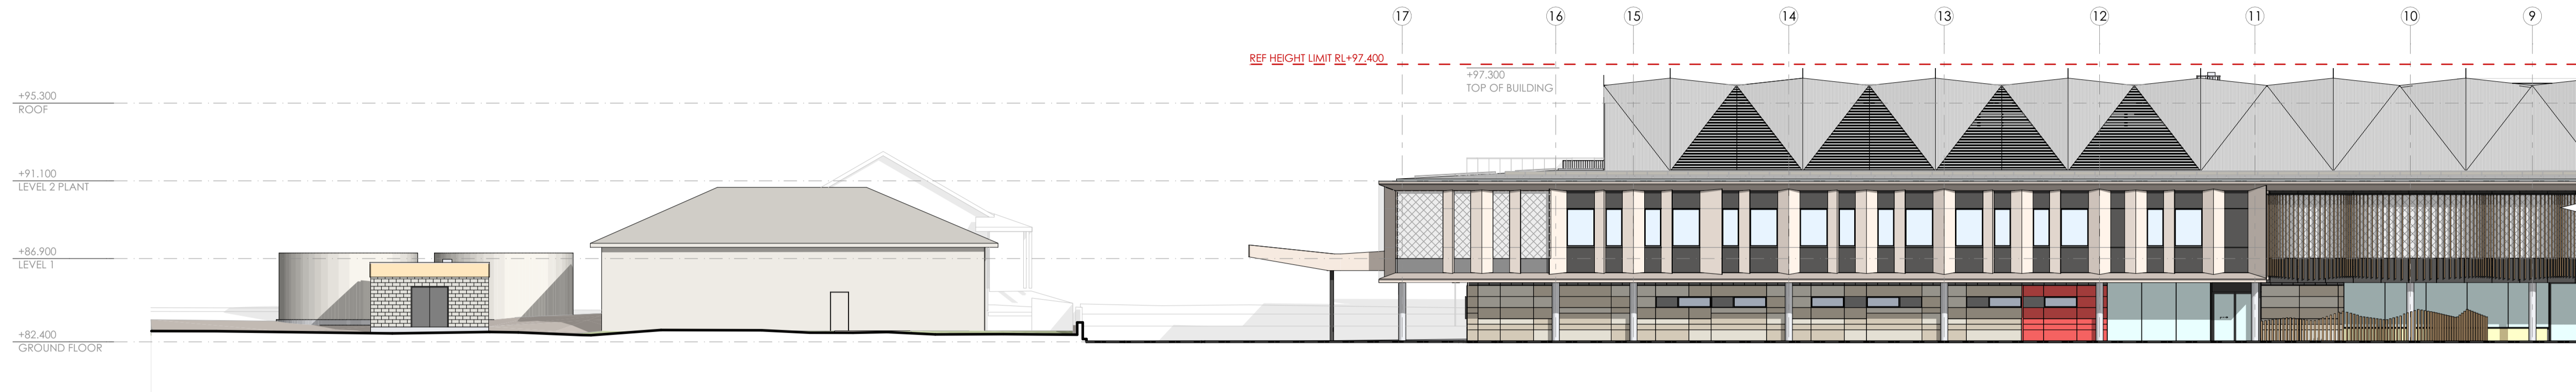 17 16 15 14 13 12 11 10 9
REF HEIGHT LIMIT RL+97.400
+97.300
TOP OF BUILDING
+95.300
ROOF
+91.100
LEVEL 2 PLANT
+86.900
LEVEL 1
+82.400
GROUND FLOOR